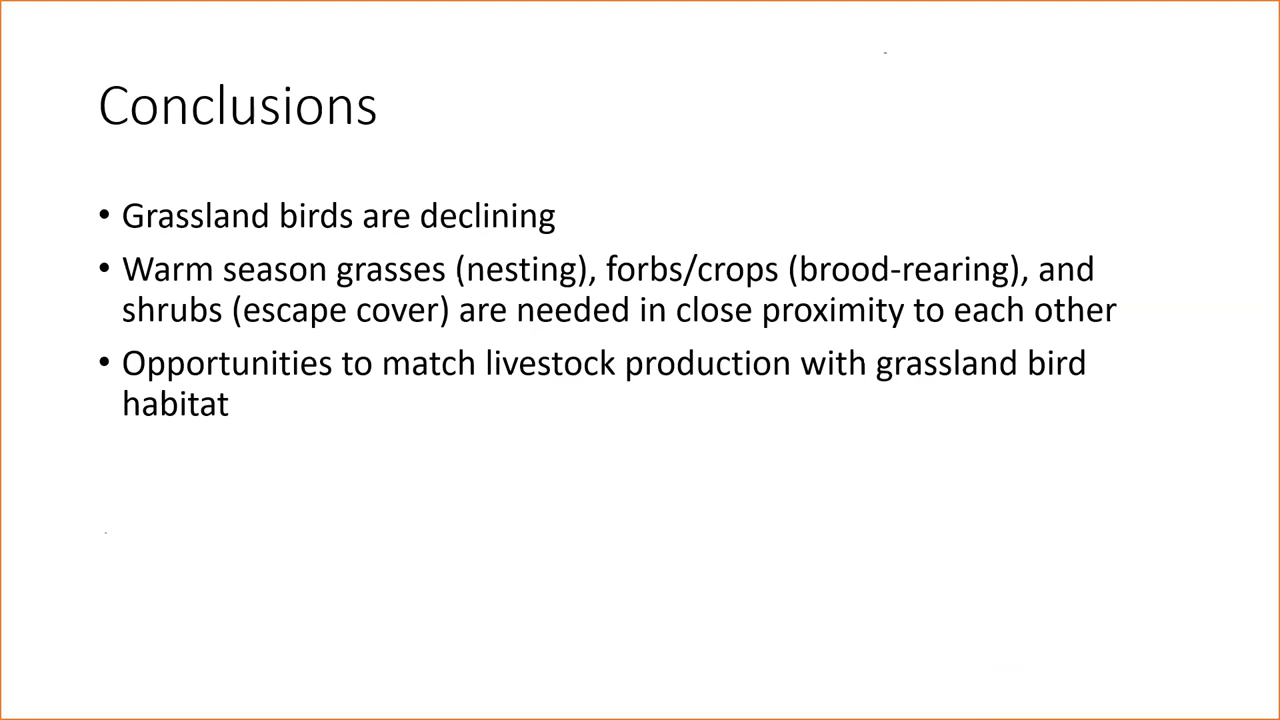 Conclusions
• Grassland birds are declining
• Warm season grasses (nesting), forbs/crops (brood-rearing), and
shrubs (escape cover) are needed in close proximity to each other
• Opportunities to match livestock production with grassland bird
habitat